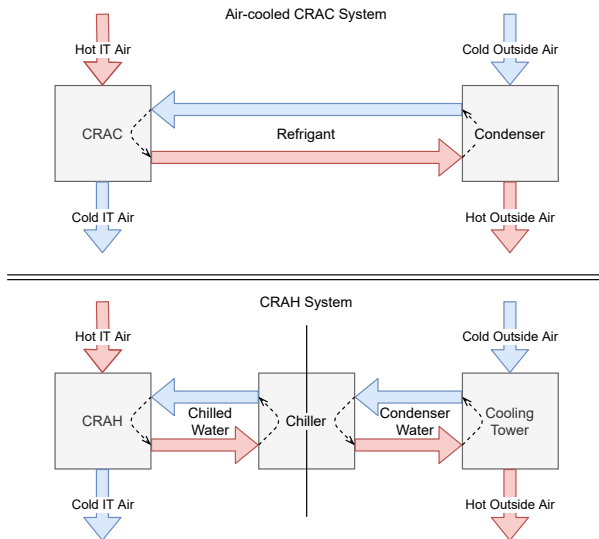 Air-cooled CRAC System
Hot IT Air
Cold Outside Air
CRAC
Refrigant
Condenser
Cold IT Air
Hot Outside Air
CRAH System
Hot IT Air
Cold Outside Air
CRAH
Chilled
Water
Chiller
Condenser
Water
Cooling
Tower
Cold IT Air
Hot Outside Air